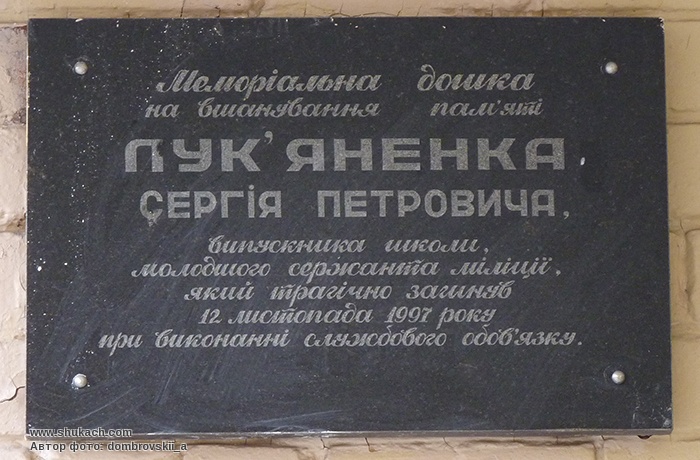 Меморіальна дошка
на вшанування пам'яті
ЛУК'ЯНЕНКА
СЕРГІЯ ПЕТРОВИЧА,
випускника школи,
молодшого сержанта міліції,
який трагічно загинув
12 листопада 1997 року
при виконанні службового обов'язку.
www.shukach.com
Автор фото: dombrovskii_a